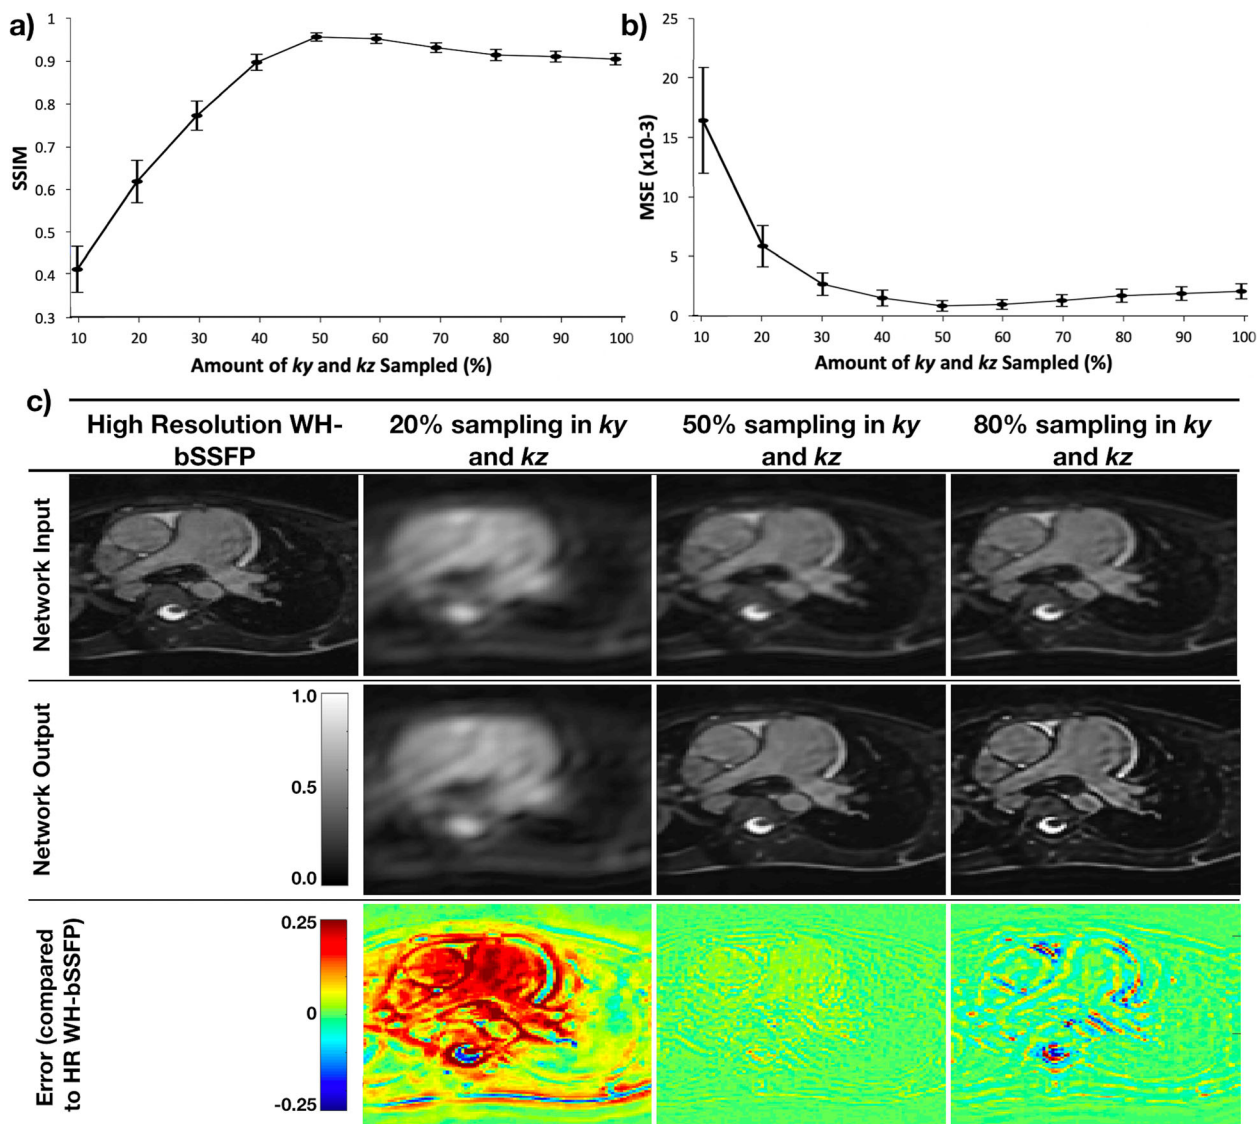 a)
1
0.9
0.8
0.7
0.6
0.5
0.4
0.3
SSIM
10 20 30 40 50 60 70 80 90 100
Amount of ky and kz Sampled (%)
b)
25
20
15
10
5
0
MSE (x10-3)
10 20 30 40 50 60 70 80 90 100
Amount of ky and kz Sampled (%)
c)
High Resolution WH-
bSSFP
20% sampling in ky
and kz
50% sampling in ky
and kz
80% sampling in ky
and kz
Network Input
Network Output
1.0
0.5
0.0
Error (compared
to HR WH-bSSFP)
0.25
0
-0.25